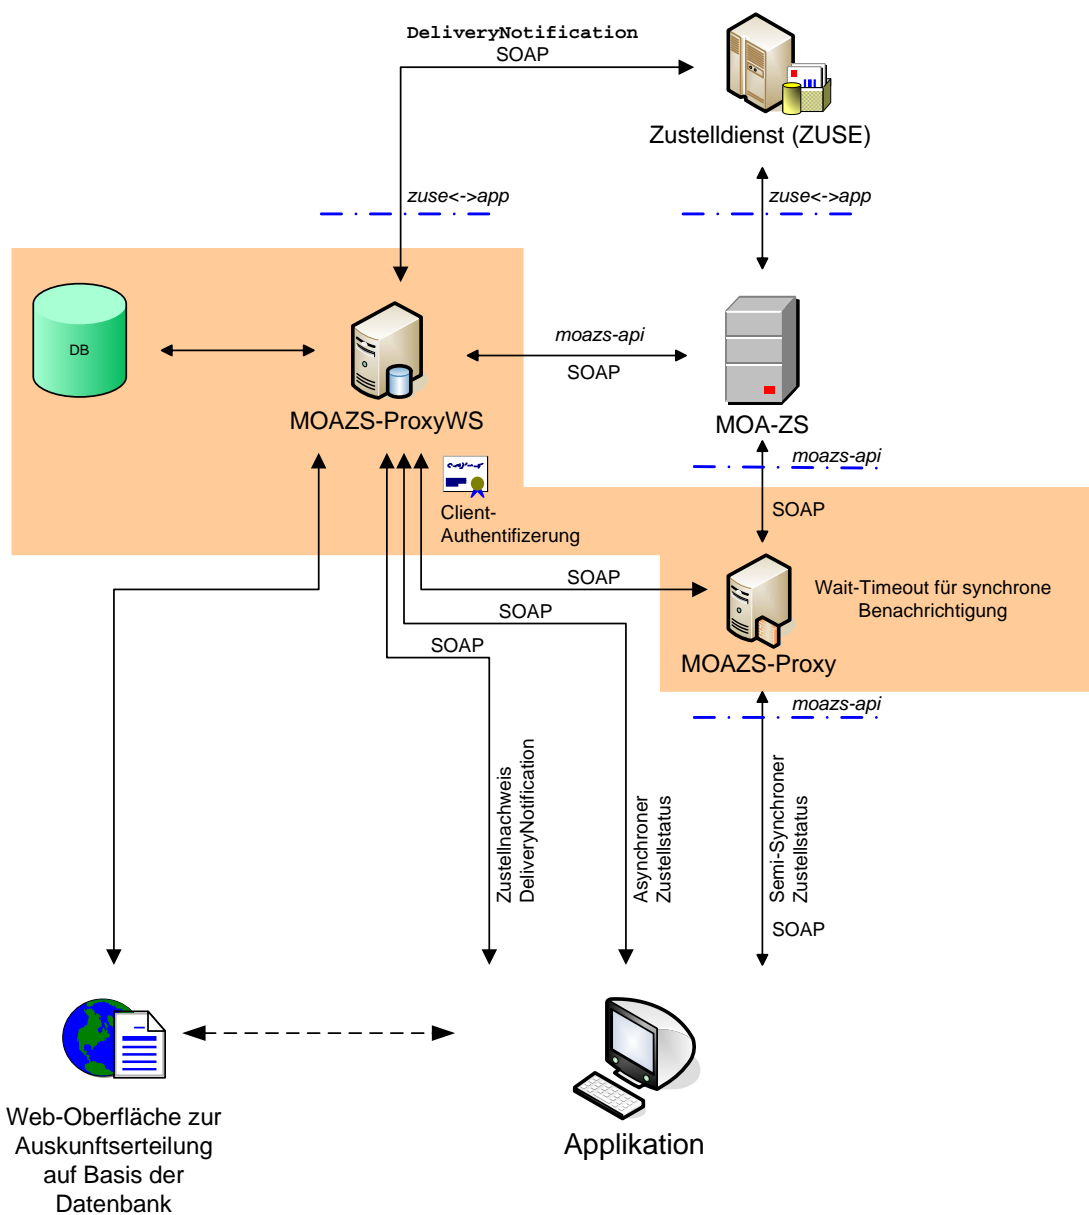 DeliveryNotification
SOAP
Zustelldienst (ZUSE)
zuse<->app
zuse<->app
DB
moazs-api
SOAP
MOAZS-ProxyWS
MOA-ZS
moazs-api
Client-
Authentifizerung
SOAP
SOAP
Wait-Timeout für synchrone
Benachrichtigung
SOAP
SOAP
MOAZS-Proxy
moazs-api
Zustellnachweis
DeliveryNotification
Asynchroner
Zustellstatus
Semi-Synchroner
Zustellstatus
SOAP
Web-Oberfläche zur
Auskunftserteilung
auf Basis der
Datenbank
Applikation